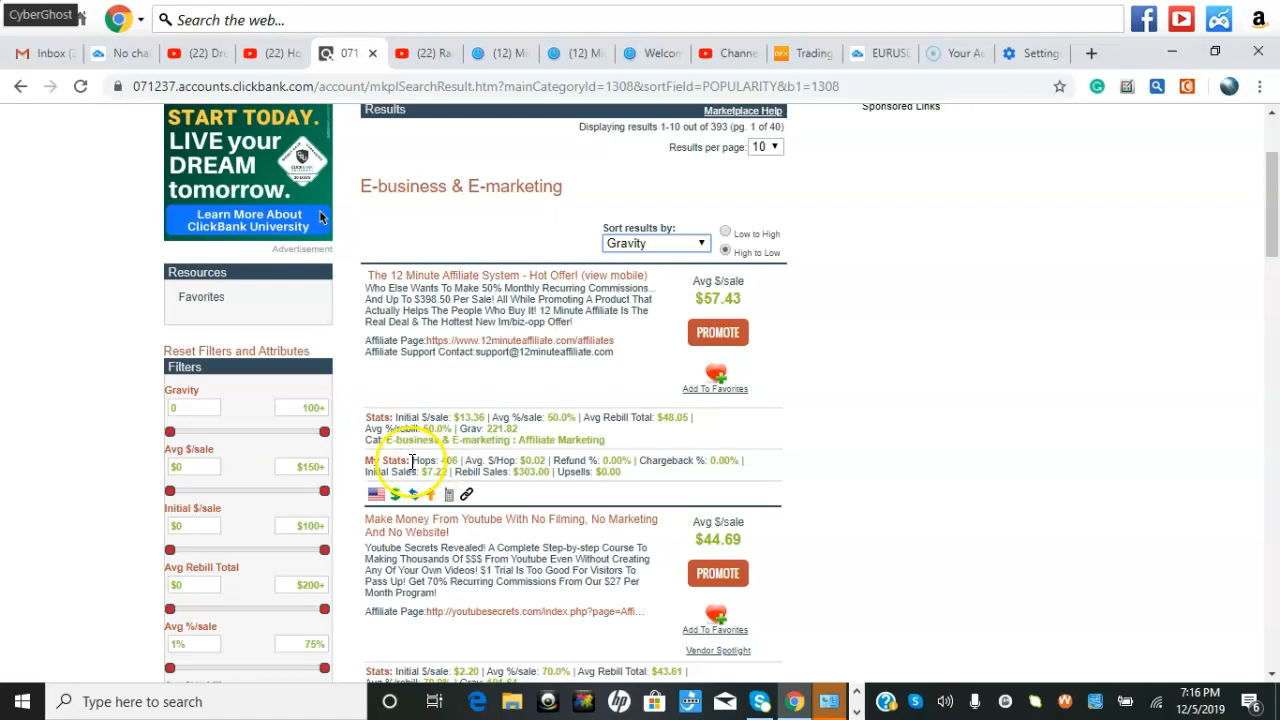 CyberGhost
Search the web...
Inbox (
No cha
(22) Dr
(22) Ho
071
(22) Ra
(12) M
(12) M
Welcom
Channe
Trading
EURUS
Your A
Setting
071237.accounts.clickbank.com/account/mkplSearchResult.htm?mainCategoryId=1308&sortField=POPULARITY&b1=1308
START TODAY.
LIVE your
DREAM
tomorrow.
Learn More About
ClickBank University
Advertisement
Resources
Favorites
Reset Filters and Attributes
Filters
Gravity
0 100+
Avg $/sale
$0 $150+
Initial $/sale
$0 $100+
Avg Rebill Total
$0 $200+
Avg %/sale
1% 75%
Results
Marketplace Help
Displaying results 1-10 out of 393 (pg. 1 of 40)
Results per page: 10
E-business & E-marketing
Sort results by:
Gravity
Low to High
High to Low
The 12 Minute Affiliate System - Hot Offer! (view mobile)
Who Else Wants To Make 50% Monthly Recurring Commissions...
And Up To $398.50 Per Sale! All While Promoting A Product That
Actually Helps The People Who Buy It! 12 Minute Affiliate Is The
Real Deal & The Hottest New Im/biz-opp Offer!
Affiliate Page:https://www.12minuteaffiliate.com/affiliates
Affiliate Support Contact:support@12minuteaffiliate.com
Avg $/sale
$57.43
PROMOTE
Add To Favorites
Stats: Initial $/sale: $13.36 | Avg %/sale: 50.0% | Avg Rebill Total: $48.05 |
Avg %/rebill: 50.0% | Grav: 221.82
Cat: E-business & E-marketing : Affiliate Marketing
My Stats: Hops: 406 | Avg. $/Hop: $0.02 | Refund %: 0.00% | Chargeback %: 0.00% |
Initial Sales: $7.22 | Rebill Sales: $303.00 | Upsells: $0.00
Make Money From Youtube With No Filming, No Marketing
And No Website!
Youtube Secrets Revealed! A Complete Step-by-step Course To
Making Thousands Of $$$ From Youtube Even Without Creating
Any Of Your Own Videos! $1 Trial Is Too Good For Visitors To
Pass Up! Get 70% Recurring Commissions From Our $27 Per
Month Program!
Affiliate Page:http://youtubesecrets.com/index.php?page=Affi...
Avg $/sale
$44.69
PROMOTE
Add To Favorites
Vendor Spotlight
Stats: Initial $/sale: $2.20 | Avg %/sale: 70.0% | Avg Rebill Total: $43.61 |
Sponsored Links
Type here to search
7:16 PM
12/5/2019
6